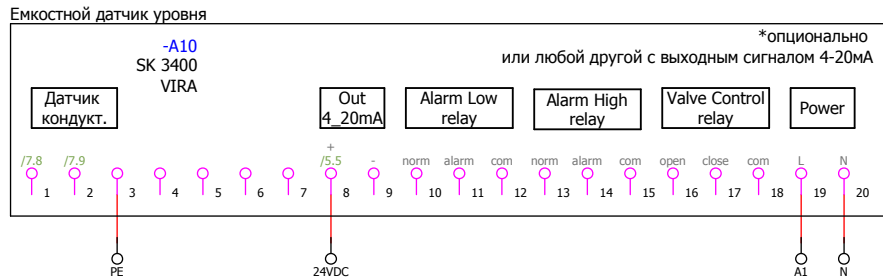 Емкостной датчик уровня
-A10
SK 3400
VIRA
*опционально
или любой другой с выходным сигналом 4-20мА
Датчик
кондукт.
Out
4_20mA
Alarm Low
relay
Alarm High
relay
Valve Control
relay
Power
+
/7.8 /7.9 /5.5 - norm alarm com norm alarm com open close com L N
1 2 3 4 5 6 7 8 9 10 11 12 13 14 15 16 17 18 19 20
PE 24VDC A1 N